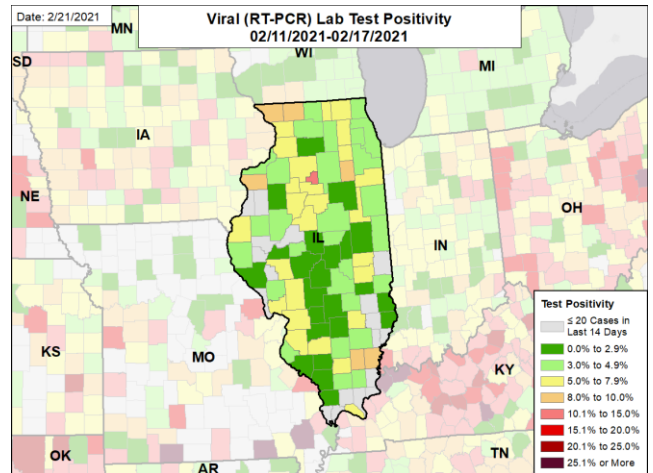 Date: 2/21/2021
Viral (RT-PCR) Lab Test Positivity
02/11/2021-02/17/2021
MN
WI
SD
MI
IA
NE
OH
IL
IN
KS
MO
KY
OK
AR
TN
Test Positivity
≤ 20 Cases in
Last 14 Days
0.0% to 2.9%
3.0% to 4.9%
5.0% to 7.9%
8.0% to 10.0%
10.1% to 15.0%
15.1% to 20.0%
20.1% to 25.0%
25.1% or More